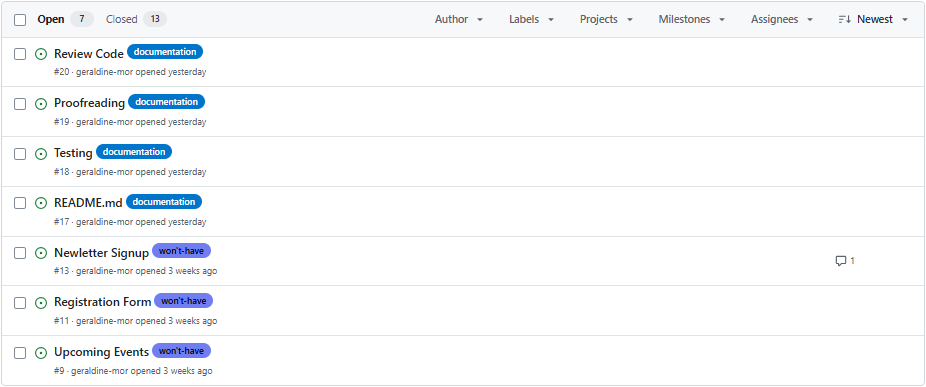 Open 7 Closed 13 Author Labels Projects Milestones Assignees Newest
Review Code documentation
#20 · geraldine-mor opened yesterday
Proofreading documentation
#19 · geraldine-mor opened yesterday
Testing documentation
#18 · geraldine-mor opened yesterday
README.md documentation
#17 · geraldine-mor opened yesterday
Newletter Signup won't-have
1
#13 · geraldine-mor opened 3 weeks ago
Registration Form won't-have
#11 · geraldine-mor opened 3 weeks ago
Upcoming Events won't-have
#9 · geraldine-mor opened 3 weeks ago